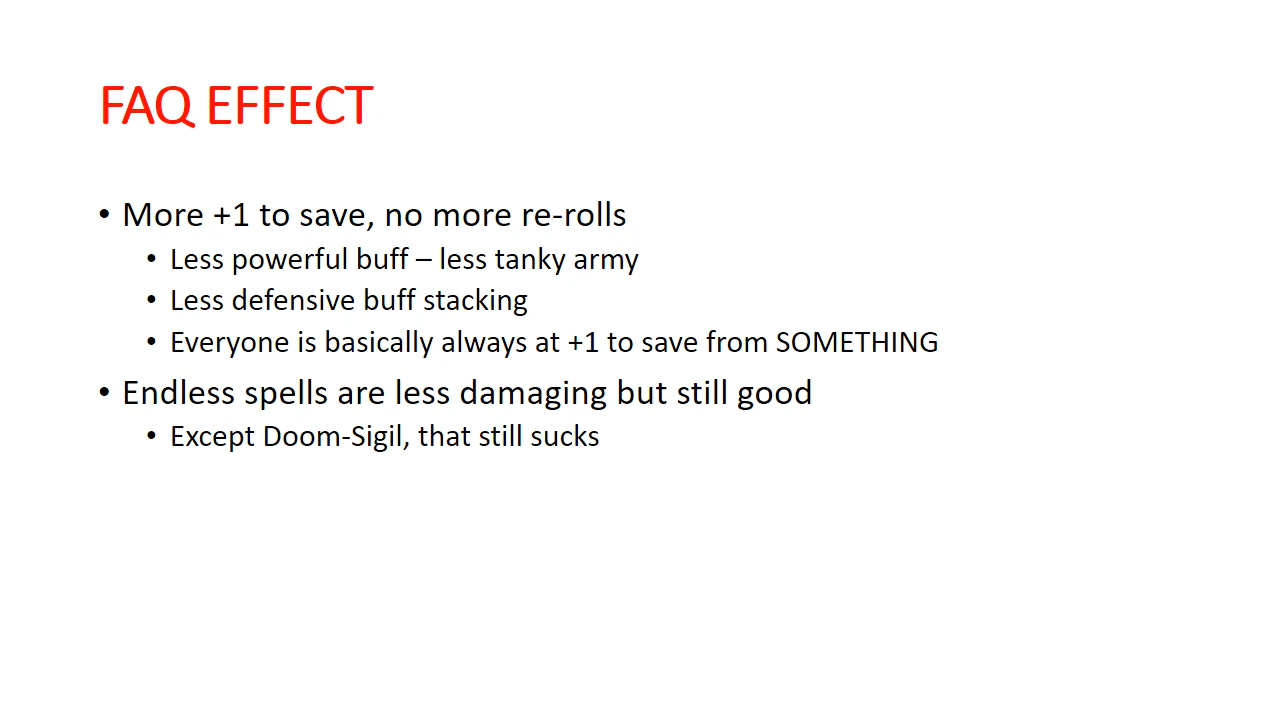 FAQ EFFECT
• More +1 to save, no more re-rolls
• Less powerful buff – less tanky army
• Less defensive buff stacking
• Everyone is basically always at +1 to save from SOMETHING
• Endless spells are less damaging but still good
• Except Doom-Sigil, that still sucks